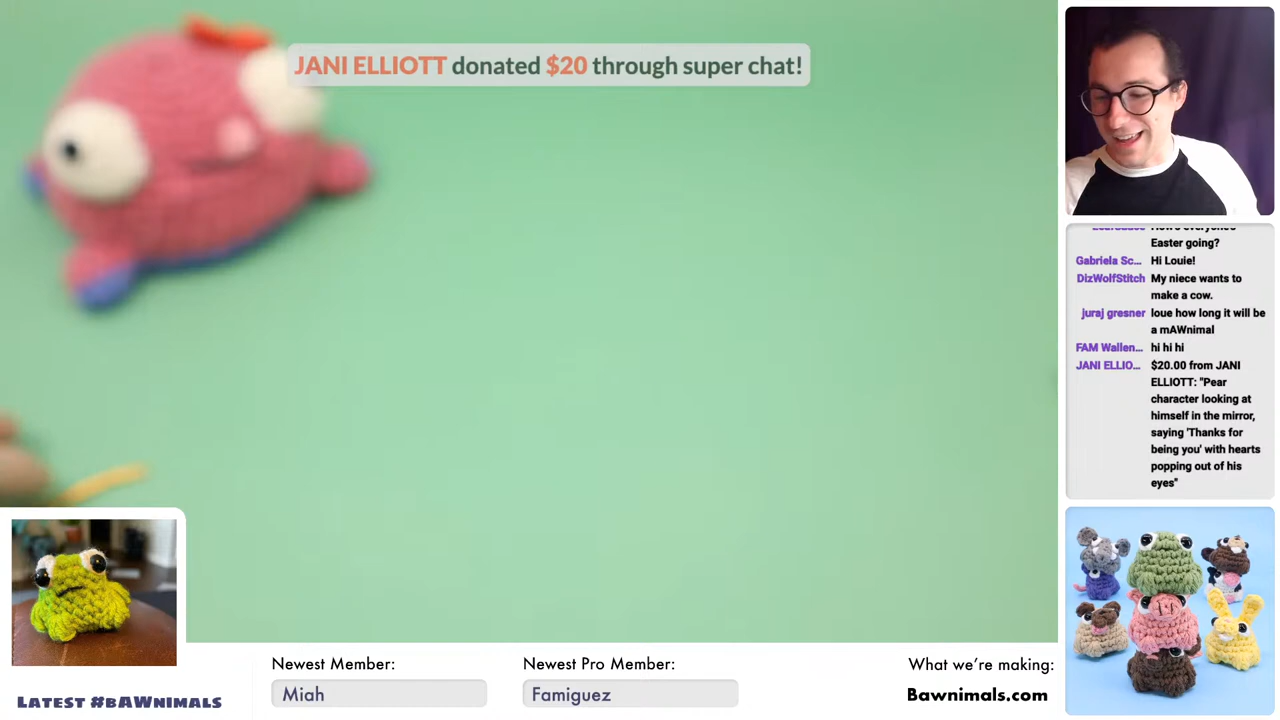 JANI ELLIOTT donated $20 through super chat!
How's everyone's
Easter going?
Gabriela Sc... Hi Louie!
DizWolfStitch My niece wants to
make a cow.
juraj gresner loue how long it will be
a mAWnimal
FAM Wallen... hi hi hi
JANI ELLIO... $20.00 from JANI
ELLIOTT: "Pear
character looking at
himself in the mirror,
saying 'Thanks for
being you' with hearts
popping out of his
eyes"
Newest Member:
Miah
Newest Pro Member:
Famiguez
What we're making:
Bawnimals.com
LATEST #BAWNIMALS